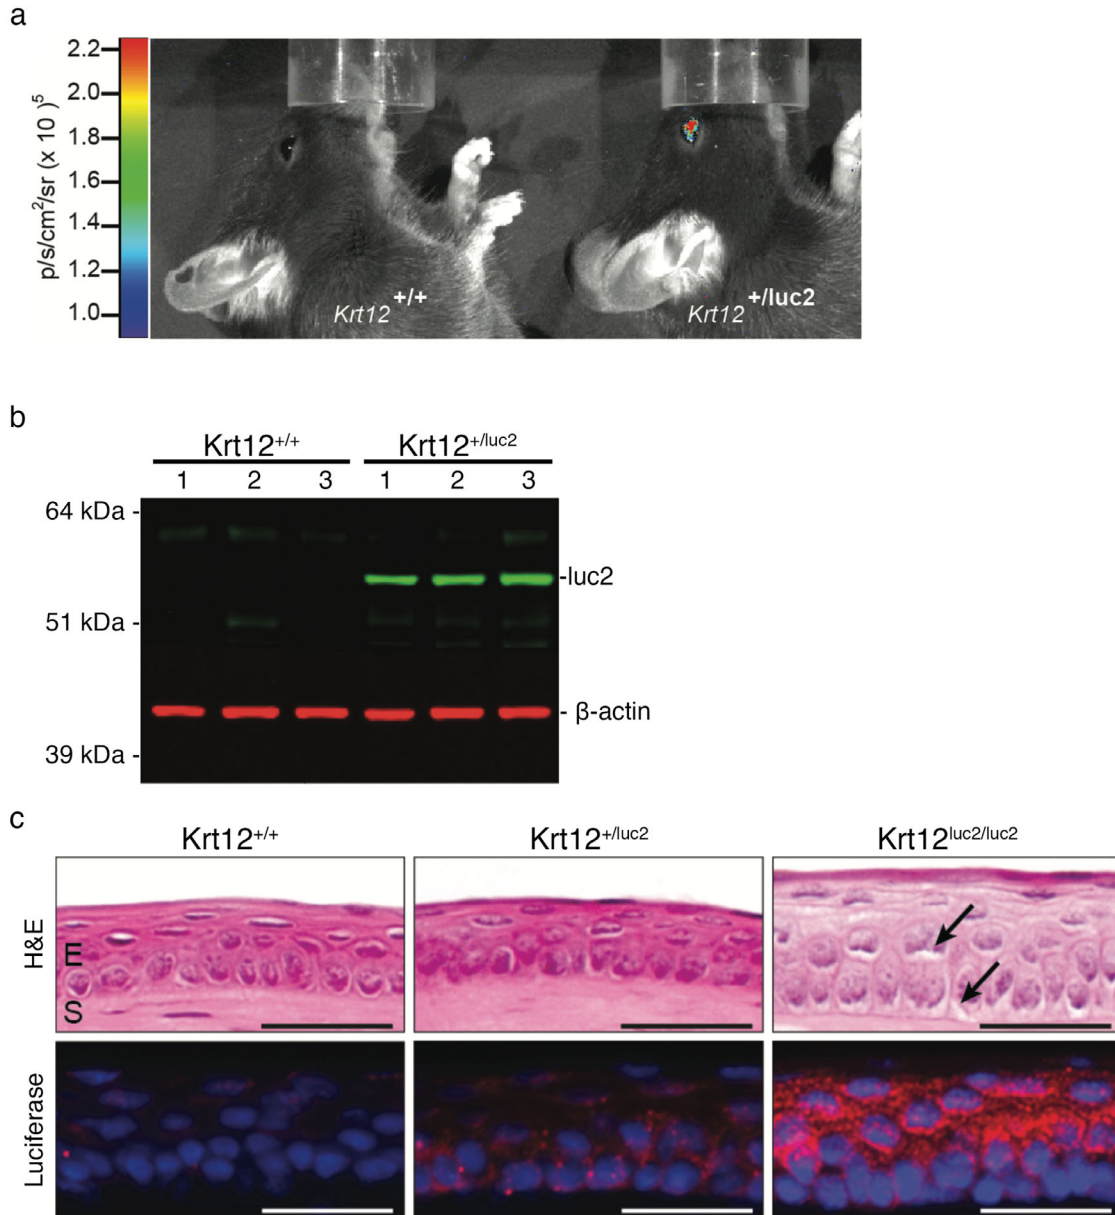 a
p/s/cm²/sr (x 10 )⁵
2.2
2.0
1.8
1.6
1.4
1.2
1.0
Krt12+/+
Krt12+/luc2
b
Krt12+/+ Krt12+/luc2
1 2 3 1 2 3
64 kDa -
-luc2
51 kDa -
- β-actin
39 kDa -
c
Krt12+/+ Krt12+/luc2 Krt12luc2/luc2
H&E
E
S
Luciferase